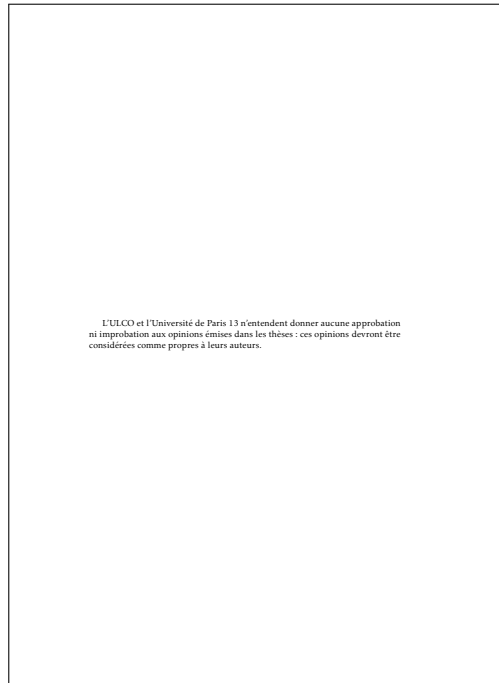 L'ULCO et l'Université de Paris 13 n'entendent donner aucune approbation
ni improbation aux opinions émises dans les thèses : ces opinions devront être
considérées comme propres à leurs auteurs.